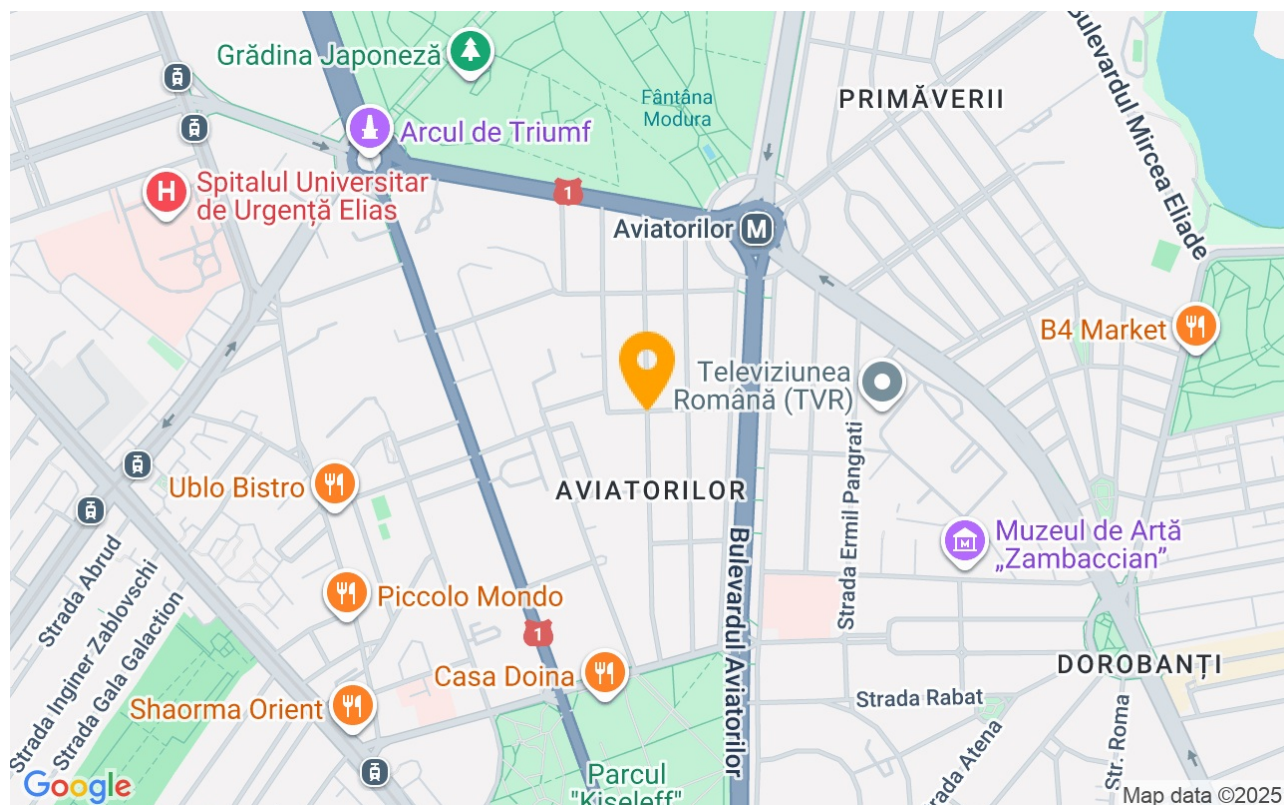 Grădina Japoneză
Fântâna
Modura
PRIMĂVERII
Bulevardul Mircea Eliade
Arcul de Triumf
1
H
Spitalul Universitar
de Urgență Elias
Aviatorilor
M
B4 Market
Televiziunea
Română (TVR)
Ublo Bistro
AVIATORILOR
Strada Ermil Pangrati
Bulevardul Aviatorilor
M
Muzeul de Artă
„Zambaccian”
Strada Abrud
Strada Inginer Zablovschi
Strada Gala Galaction
Piccolo Mondo
1
Casa Doina
DOROBANȚI
Shaorma Orient
Strada Rabat
Strada Atena
Str. Roma
Parcul
"Kiseleff"
Google
Map data ©2025